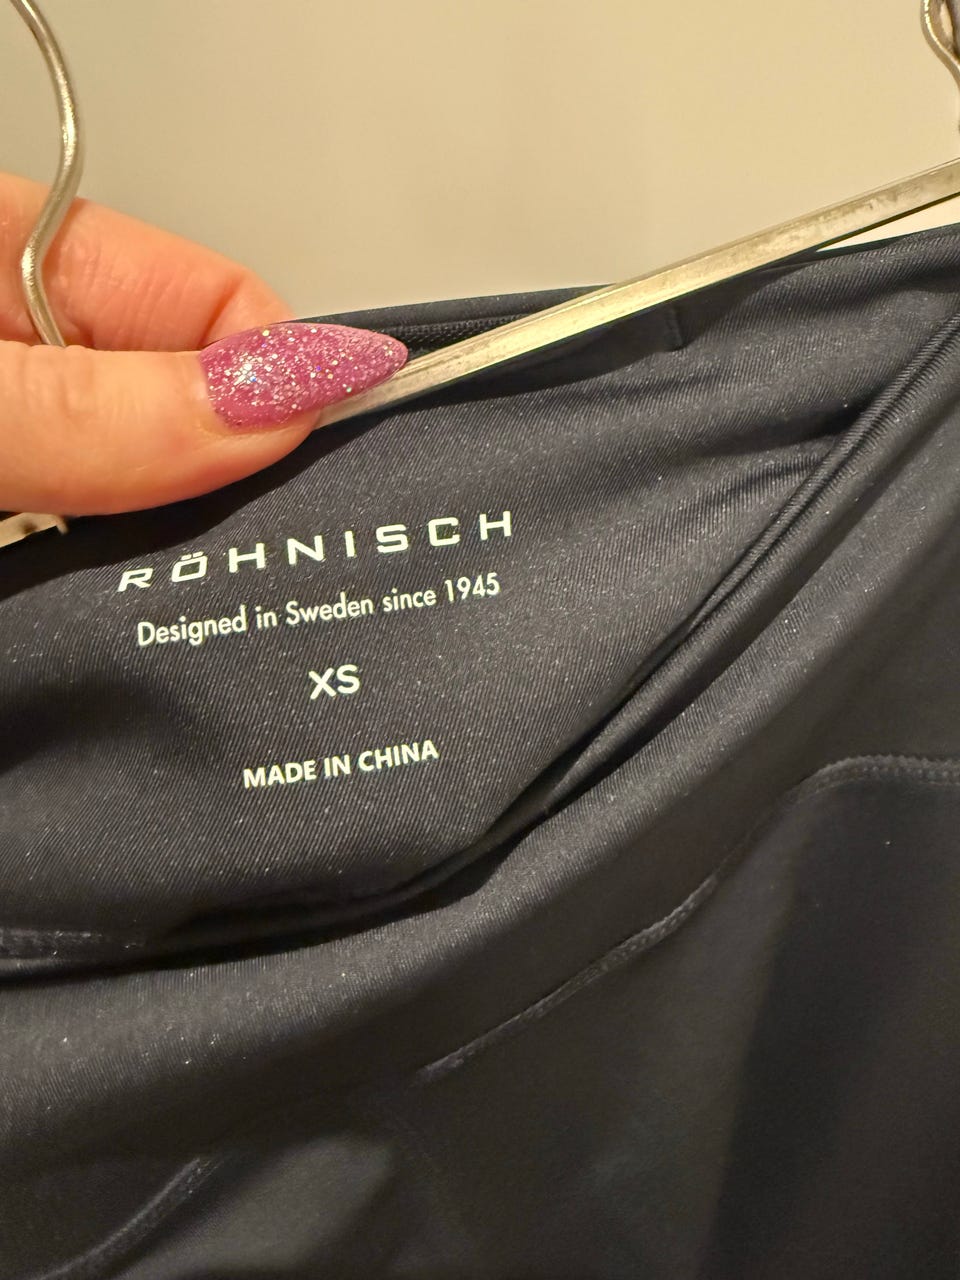 RÖHNISCH
Designed in Sweden since 1945
XS
MADE IN CHINA